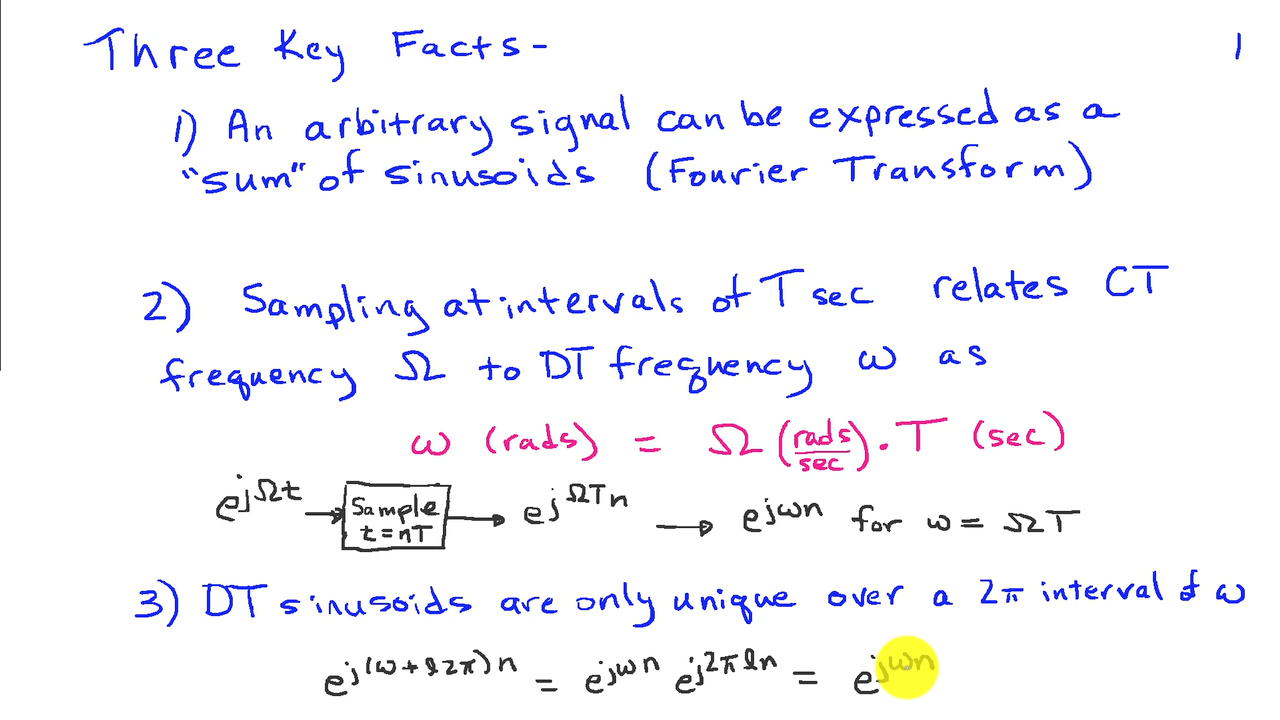 Three Key Facts-
1
1) An arbitrary signal can be expressed as a
"sum" of sinusoids (Fourier Transform)
2) Sampling at intervals of T sec relates CT
frequency Ω to DT frequency ω as
ω (rads) = Ω (rads/sec) · T (sec)
e^{jΩt} → Sample t=nT → e^{jΩTn} → e^{jωn} for ω = ΩT
3) DT sinusoids are only unique over a 2π interval of ω
e^{j(ω+l2π)n} = e^{jωn} e^{j2πln} = e^{jωn}